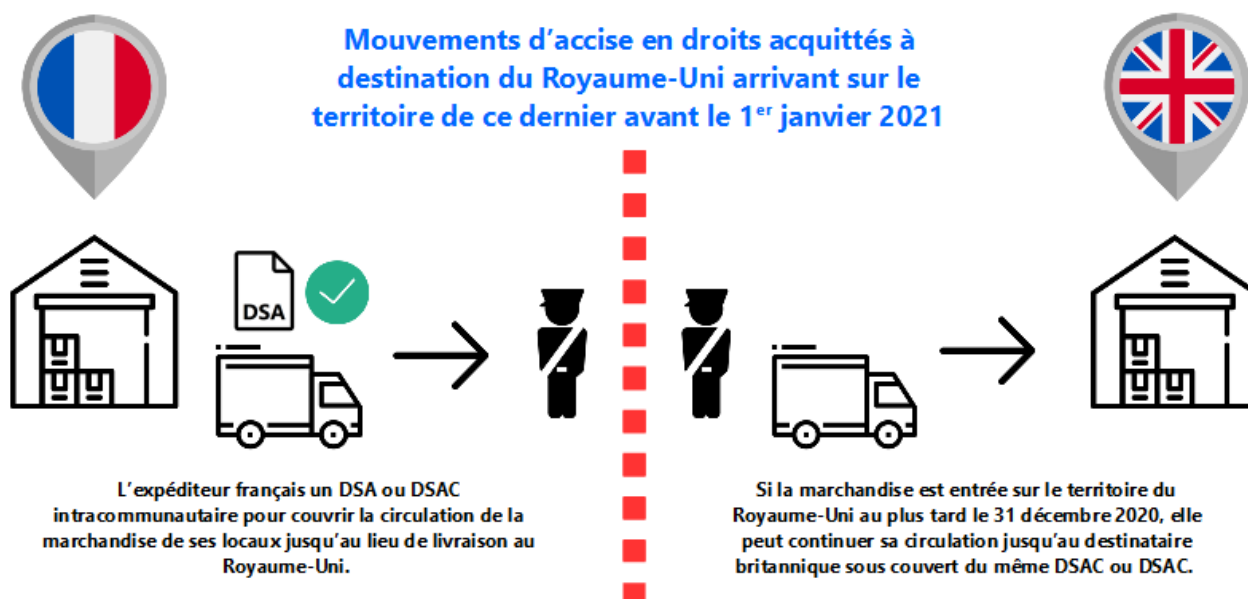 Mouvements d’accise en droits acquittés à
destination du Royaume-Uni arrivant sur le
territoire de ce dernier avant le 1er janvier 2021
DSA
L’expéditeur français un DSA ou DSAC
intracommunautaire pour couvrir la circulation de la
marchandise de ses locaux jusqu’au lieu de livraison au
Royaume-Uni.
Si la marchandise est entrée sur le territoire du
Royaume-Uni au plus tard le 31 décembre 2020, elle
peut continuer sa circulation jusqu’au destinataire
britannique sous couvert du même DSAC ou DSAC.